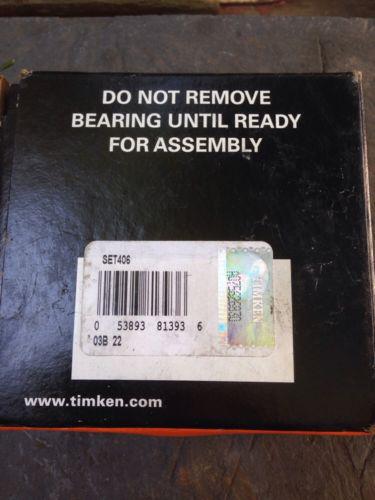 DO NOT REMOVE
BEARING UNTIL READY
FOR ASSEMBLY
SET406
0 53893 81393 6
03B 22
TIMKEN
www.timken.com